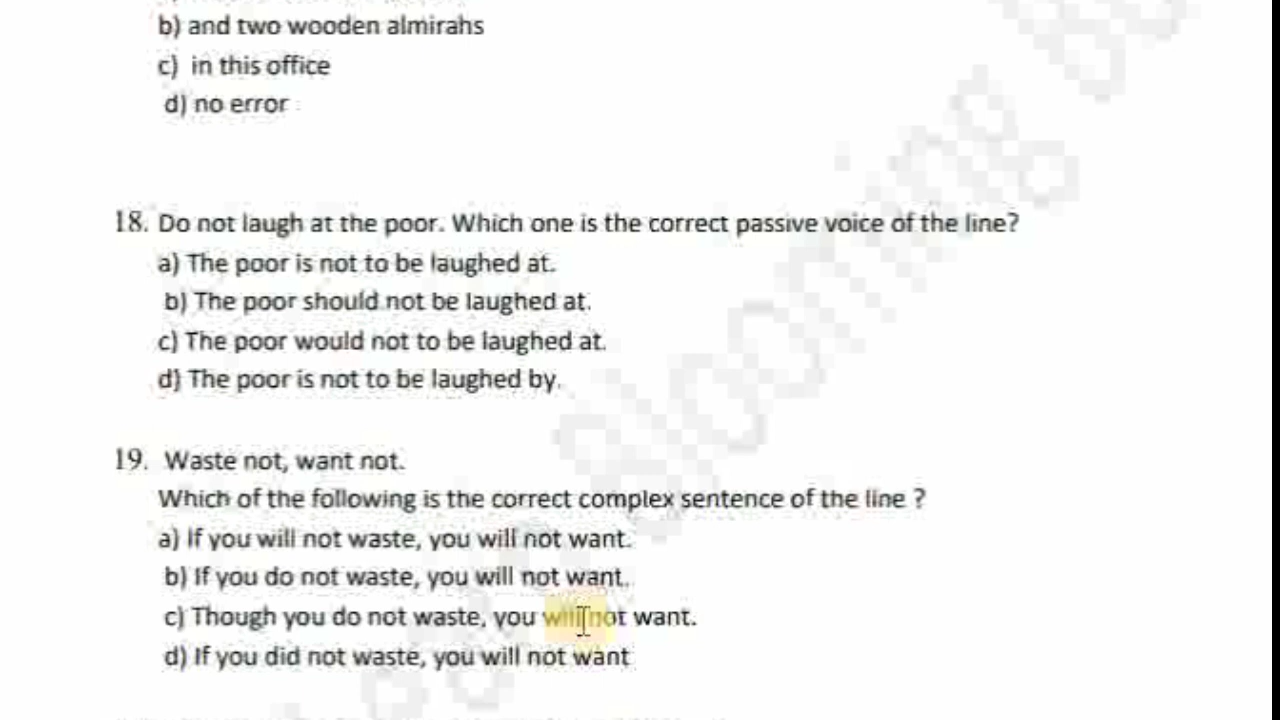 b) and two wooden almirahs
c) in this office
d) no error
18. Do not laugh at the poor. Which one is the correct passive voice of the line?
a) The poor is not to be laughed at.
b) The poor should not be laughed at.
c) The poor would not to be laughed at.
d) The poor is not to be laughed by.
19. Waste not, want not.
Which of the following is the correct complex sentence of the line ?
a) If you will not waste, you will not want.
b) If you do not waste, you will not want.
c) Though you do not waste, you will not want.
d) If you did not waste, you will not want